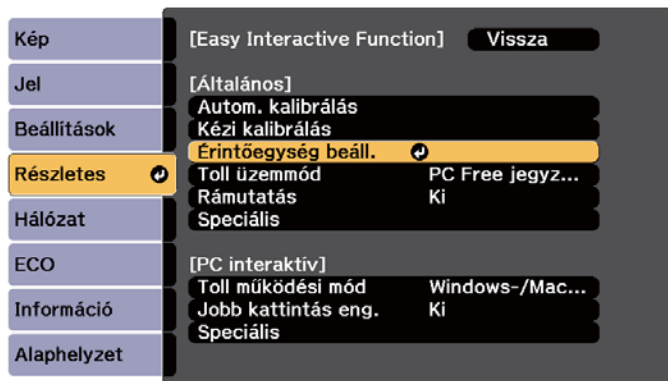 Kép
Jel
Beállítások
Részletes
Hálózat
ECO
Információ
Alaphelyzet
[Easy Interactive Function] Vissza
[Általános]
Autom. kalibrálás
Kézi kalibrálás
Érintőegység beáll.
Toll üzemmód PC Free jegyz...
Rámutatás Ki
Speciális
[PC interaktív]
Toll működési mód Windows-/Mac...
Jobb kattintás eng. Ki
Speciális